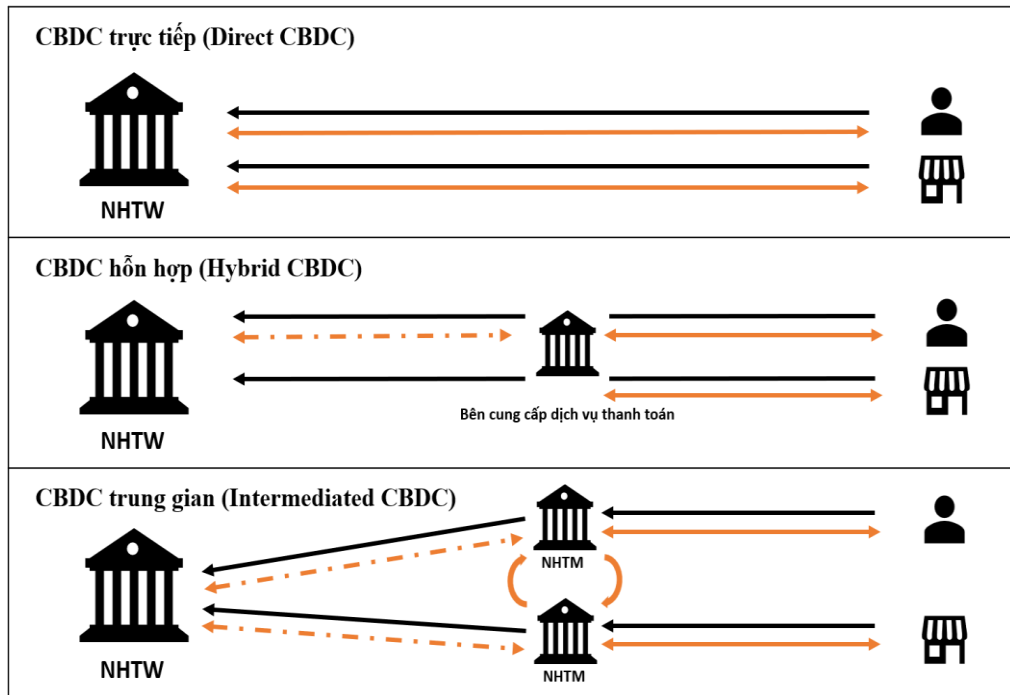 CBDC trực tiếp (Direct CBDC)
NHTW
CBDC hỗn hợp (Hybrid CBDC)
Bên cung cấp dịch vụ thanh toán
NHTW
CBDC trung gian (Intermediated CBDC)
NHTM
NHTM
NHTW